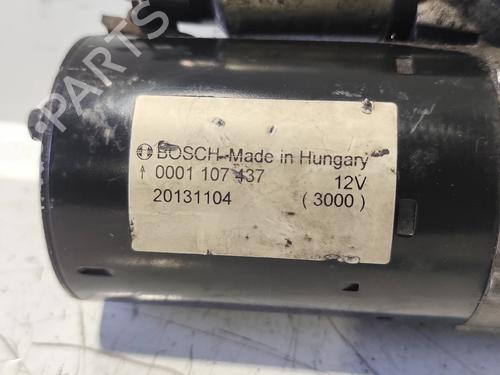 PARTS
BOSCH Made in Hungary
↑ 0001 107 437 12V
20131104 (3000)